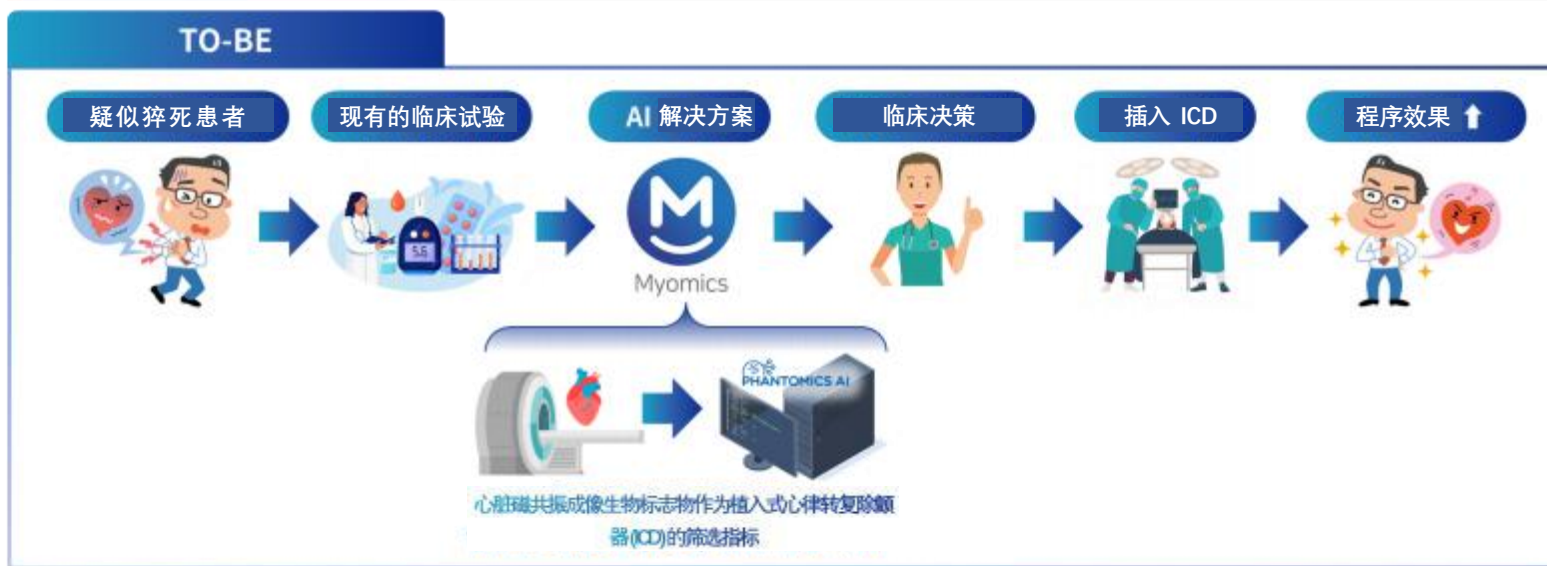 TO-BE
疑似猝死患者
现有的临床试验
AI 解决方案
临床决策
插入 ICD
程序效果
5.6
Myomics
PHANTOMICS AI
心脏磁共振成像生物标志物作为植入式心律转复除颤
器(ICD)的筛选指标